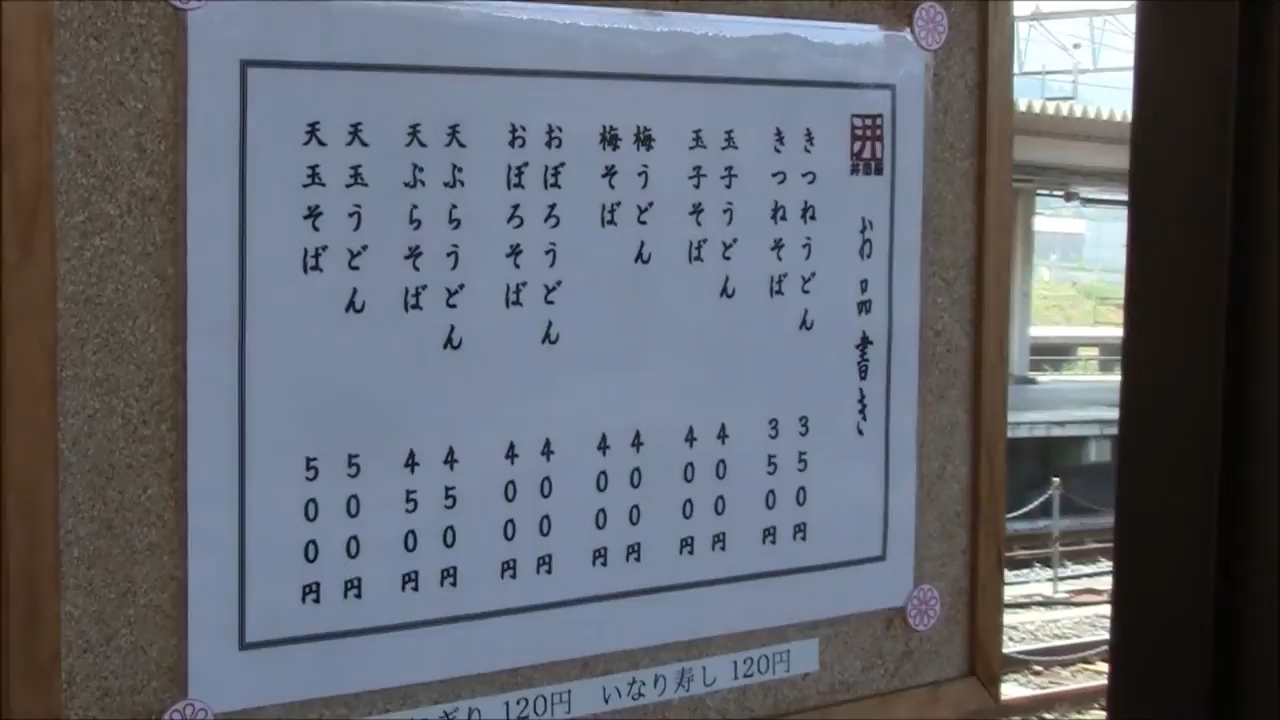 井
井筒屋
お品書き
きつねうどん 350円
きつねそば 350円
玉子うどん 400円
玉子そば 400円
梅うどん 400円
梅そば 400円
おぼろうどん 400円
おぼろそば 400円
天ぷらうどん 450円
天ぷらそば 450円
天玉うどん 500円
天玉そば 500円
120円 いなり寿し 120円